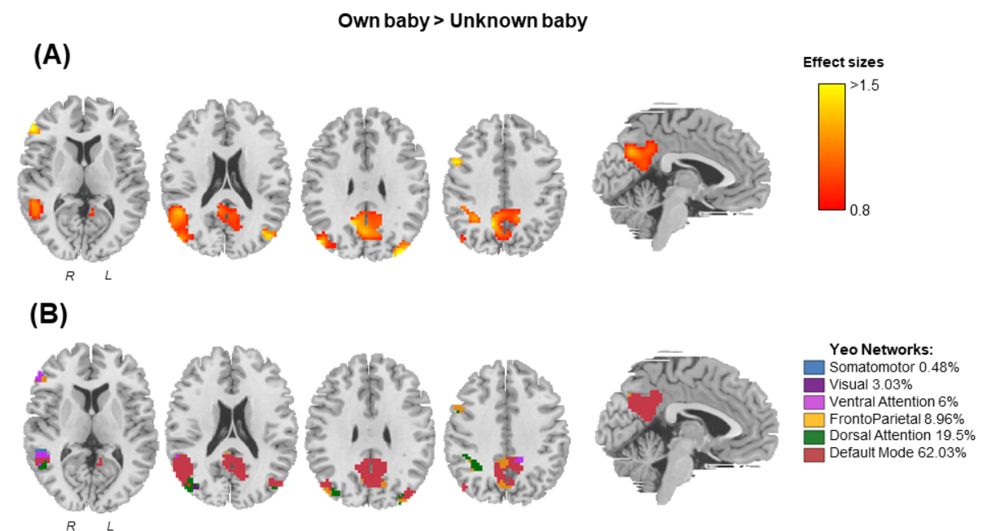 Own baby > Unknown baby
(A)
Effect sizes
>1.5
0.8
R L
(B)
Yeo Networks:
Somatomotor 0.48%
Visual 3.03%
Ventral Attention 6%
FrontoParietal 8.96%
Dorsal Attention 19.5%
Default Mode 62.03%
R L